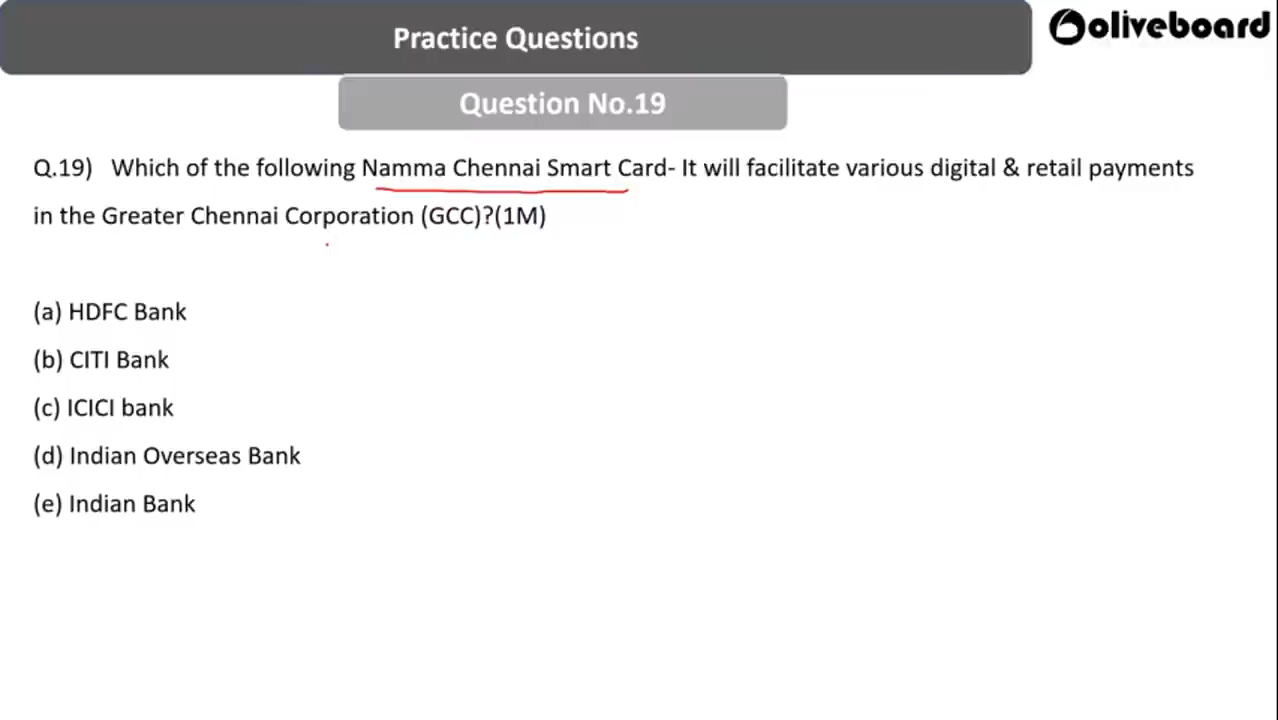 Practice Questions
oliveboard
Question No.19
Q.19) Which of the following Namma Chennai Smart Card- It will facilitate various digital & retail payments
in the Greater Chennai Corporation (GCC)?(1M)
(a) HDFC Bank
(b) CITI Bank
(c) ICICI bank
(d) Indian Overseas Bank
(e) Indian Bank